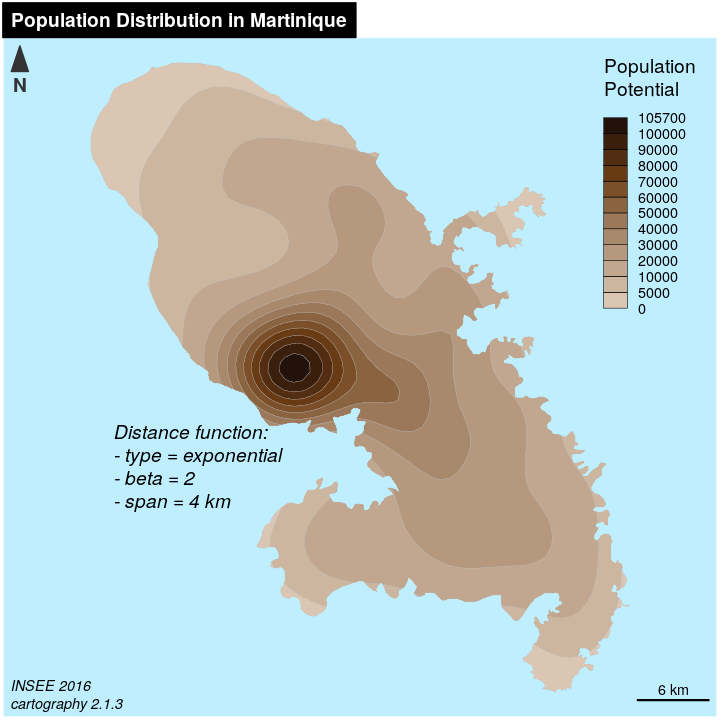 Population Distribution in Martinique
N
Population
Potential
105700
100000
90000
80000
70000
60000
50000
40000
30000
20000
10000
5000
0
Distance function:
- type = exponential
- beta = 2
- span = 4 km
INSEE 2016
cartography 2.1.3
6 km